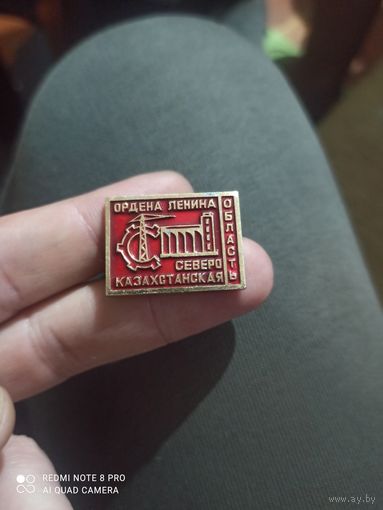 ОРДЕНА ЛЕНИНА
СЕВЕРО
КАЗАХСТАНСКАЯ
ОБЛАСТЬ
REDMI NOTE 8 PRO
AI QUAD CAMERA
www.ay.by